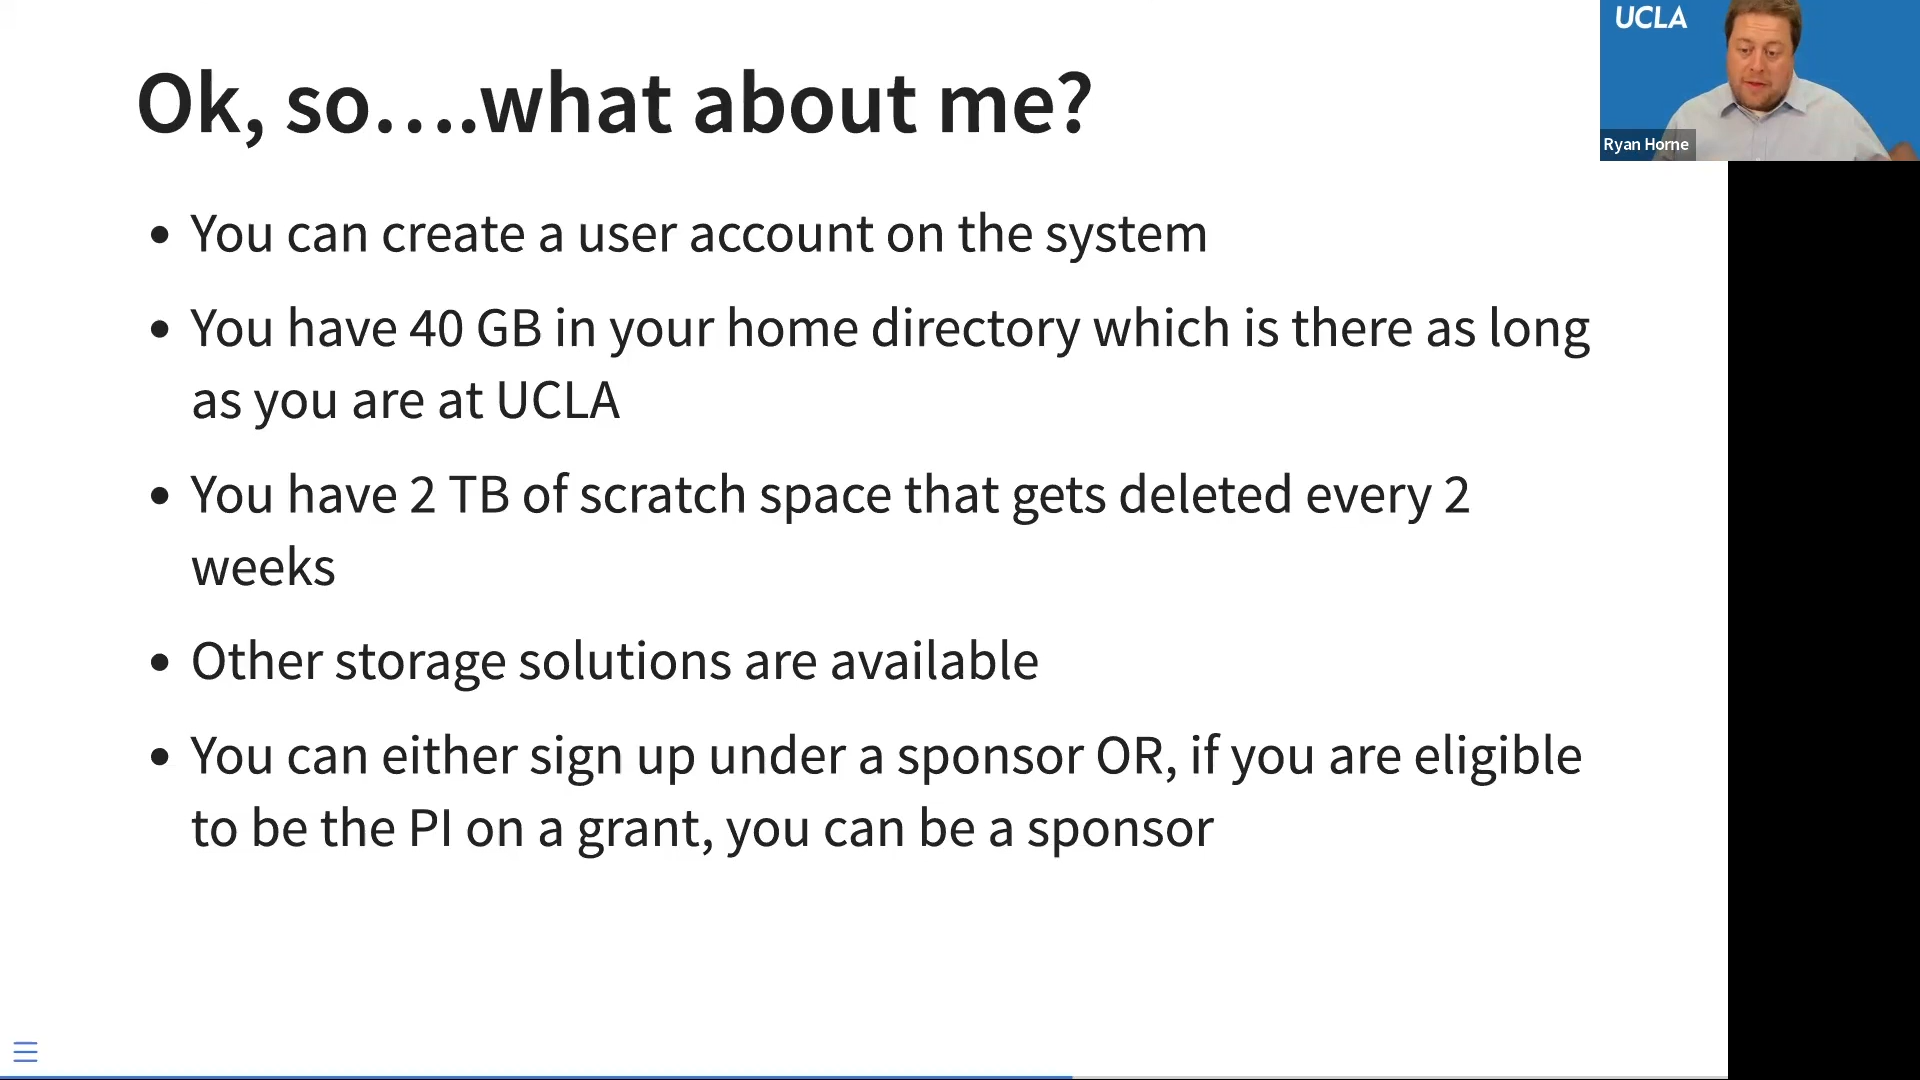 Ok, so....what about me?
• You can create a user account on the system
• You have 40 GB in your home directory which is there as long
as you are at UCLA
• You have 2 TB of scratch space that gets deleted every 2
weeks
• Other storage solutions are available
• You can either sign up under a sponsor OR, if you are eligible
to be the PI on a grant, you can be a sponsor
UCLA
Ryan Horne